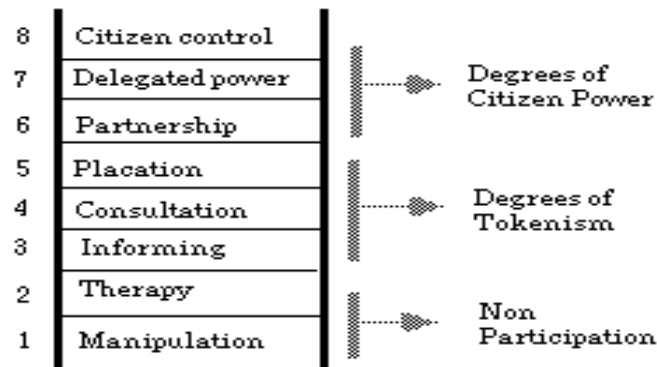 8 Citizen control
7 Delegated power
6 Partnership
5 Placation
4 Consultation
3 Informing
2 Therapy
1 Manipulation
Degrees of
Citizen Power
Degrees of
Tokenism
Non
Participation